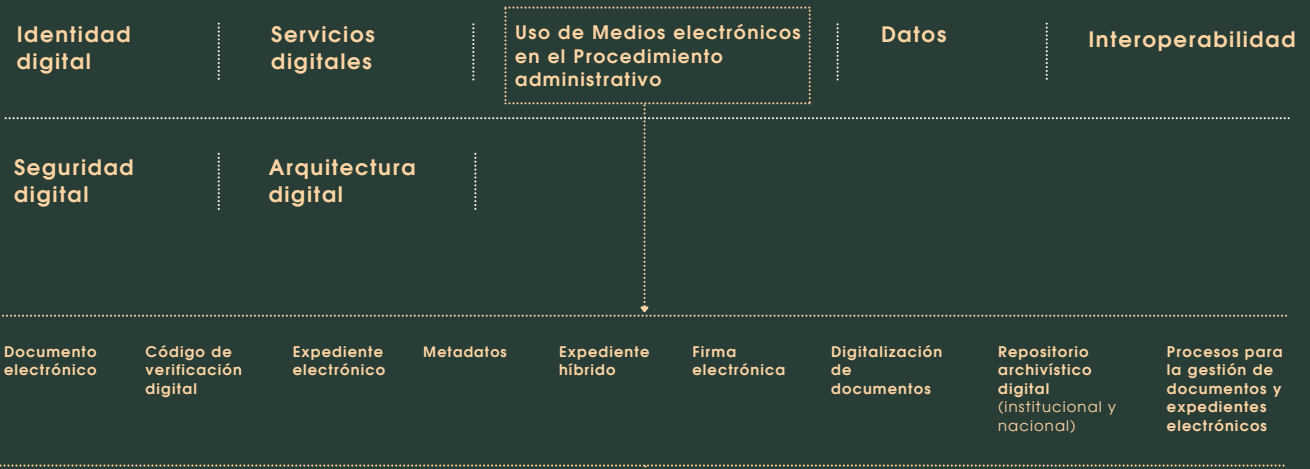 Identidad
digital
Servicios
digitales
Uso de Medios electrónicos
en el Procedimiento
administrativo
Datos
Interoperabilidad
Seguridad
digital
Arquitectura
digital
Documento
electrónico
Código de
verificación
digital
Expediente
electrónico
Metadatos
Expediente
híbrido
Firma
electrónica
Digitalización
de
documentos
Repositorio
archivístico
digital
(institucional y
nacional)
Procesos para
la gestión de
documentos y
expedientes
electrónicos